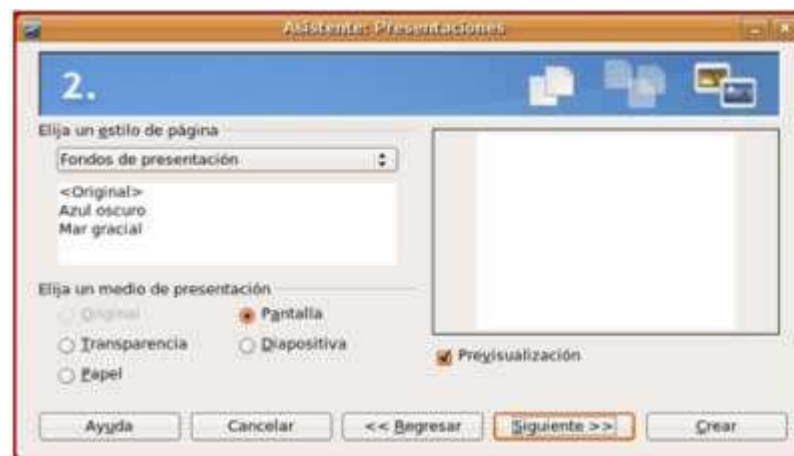 Asistente: Presentaciones
2.
Elija un estilo de página
Fondos de presentación
<Original>
Azul oscuro
Mar gracial
Elija un medio de presentación
Original
Pantalla
Transparencia
Diapositiva
Papel
Previsualización
Ayuda
Cancelar
<< Regresar
Siguiente >>
Crear